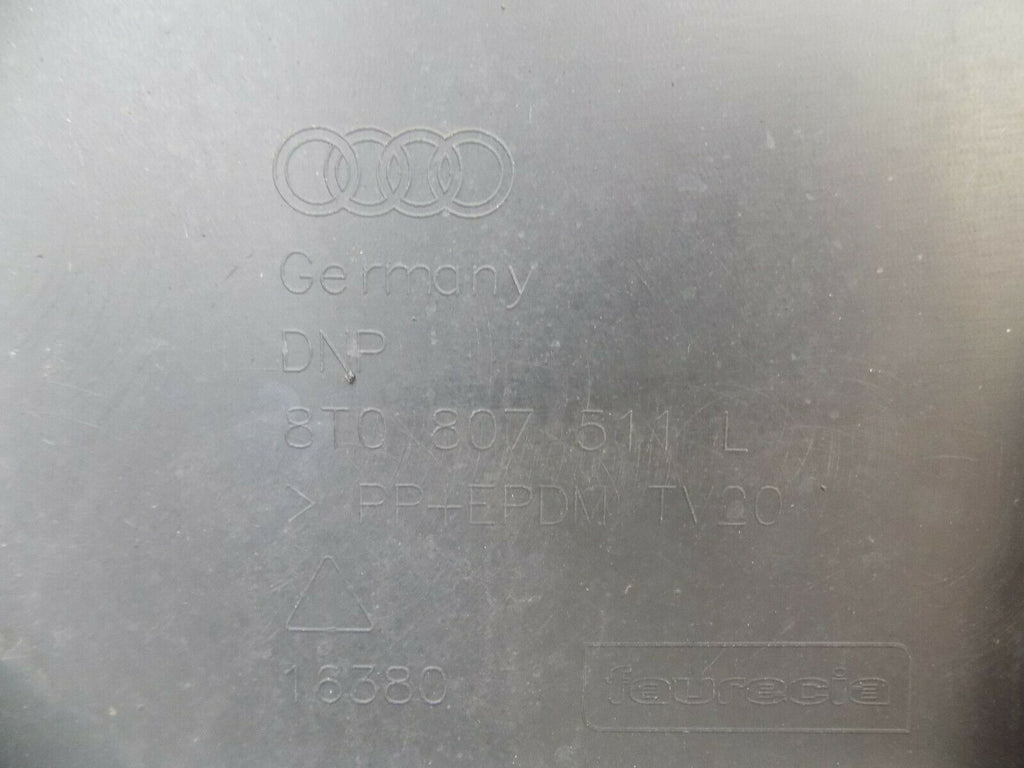 Germany
DNP
8T0 807 511 L
> PP+EPDM TV20
16380
faurecia